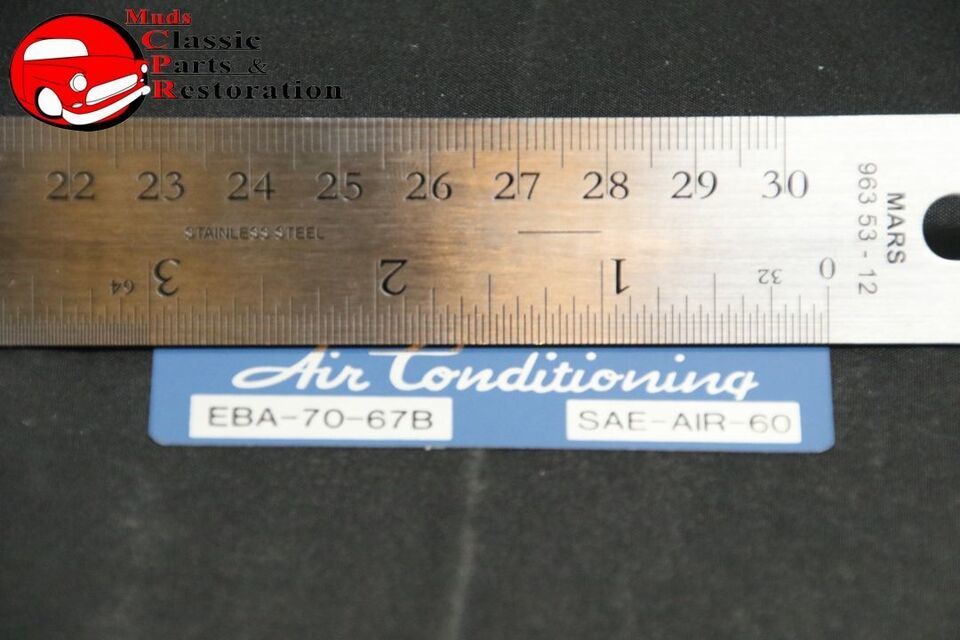 Muds
Classic
Parts &
Restoration
22 23 24 25 26 27 28 29 30
STAINLESS STEEL
MARS
963 53 - 12
64 3 2 1 32 0
Air Conditioning
EBA-70-67B SAE-AIR-60